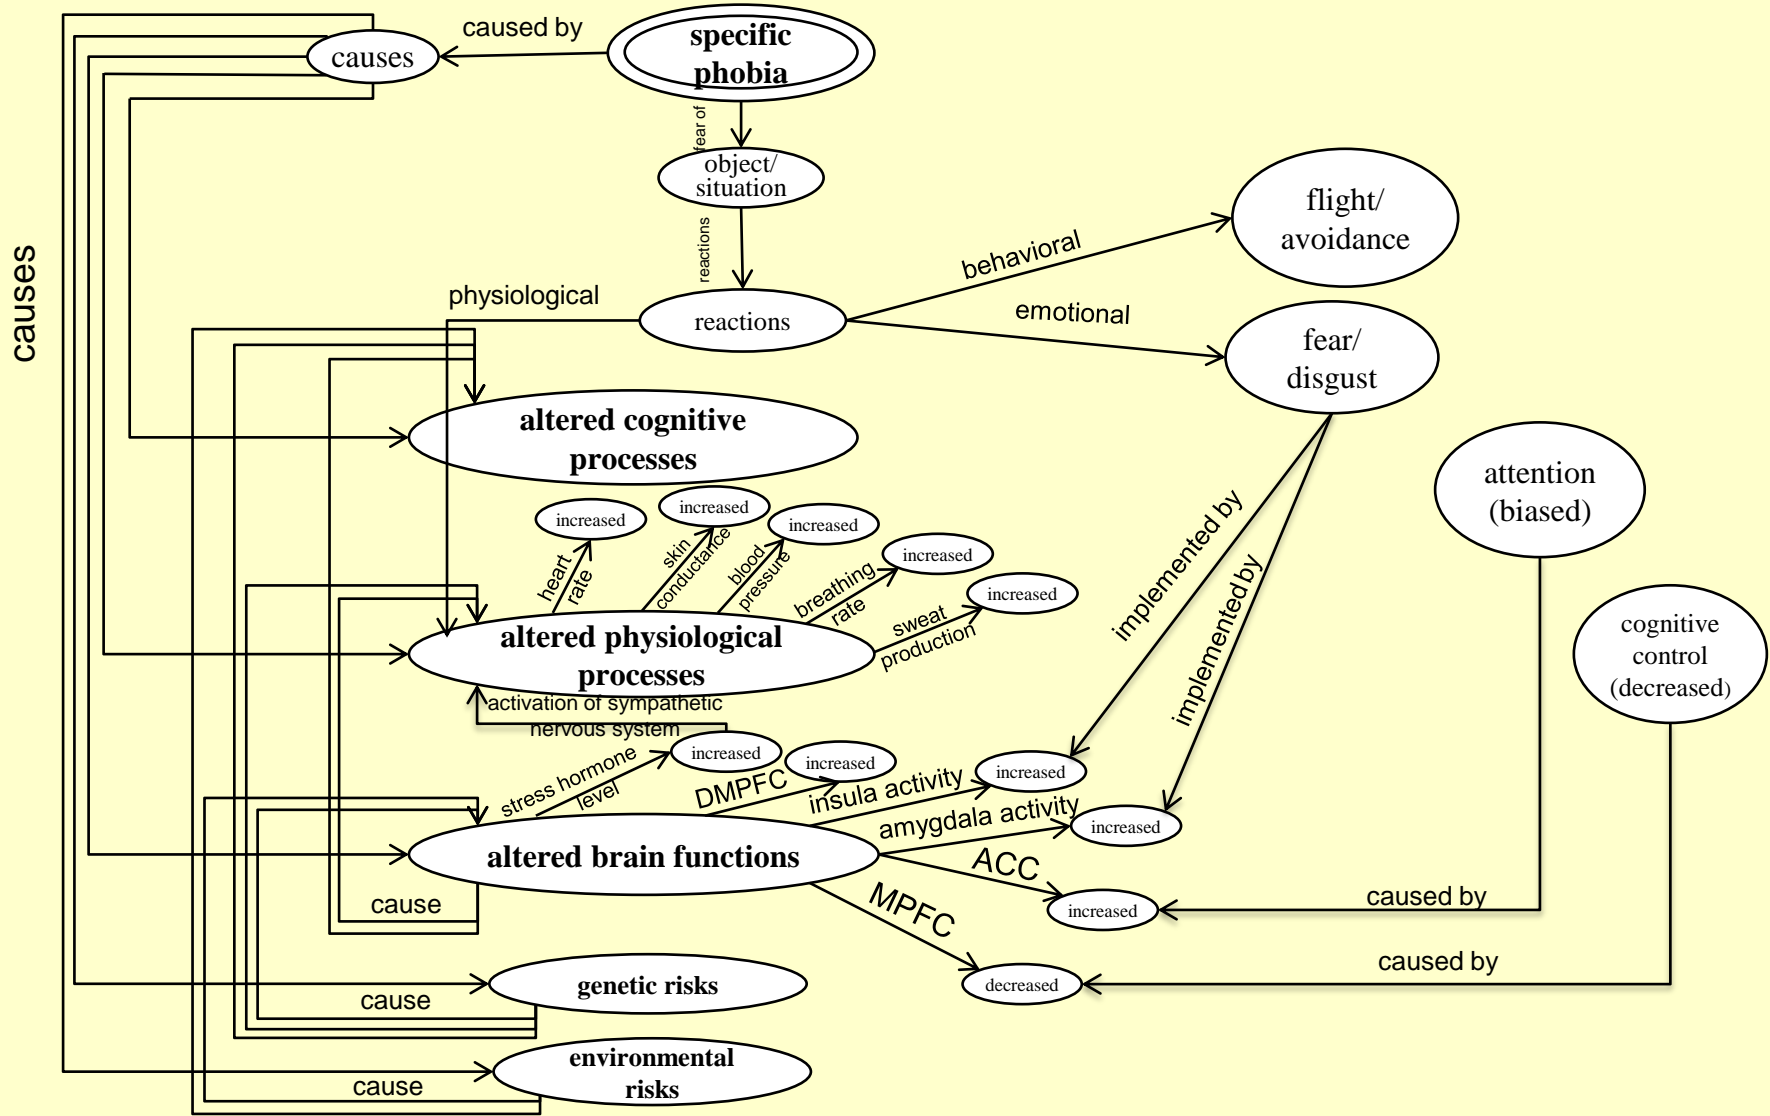 caused by
specific
phobia
causes
fear of
object/
situation
flight/
avoidance
behavioral
reactions
causes
physiological
reactions
emotional
fear/
disgust
altered cognitive
processes
attention
(biased)
increased
increased
increased
increased
increased
heart
rate
skin
conductance
blood
pressure
breathing
rate
sweat
production
implemented by
implemented by
cognitive
control
(decreased)
altered physiological
processes
activation of sympathetic
nervous system
increased
increased
increased
increased
stress hormone
level
DMPFC
insula activity
amygdala activity
altered brain functions
ACC
MPFC
increased
caused by
cause
decreased
caused by
genetic risks
cause
environmental
risks
cause